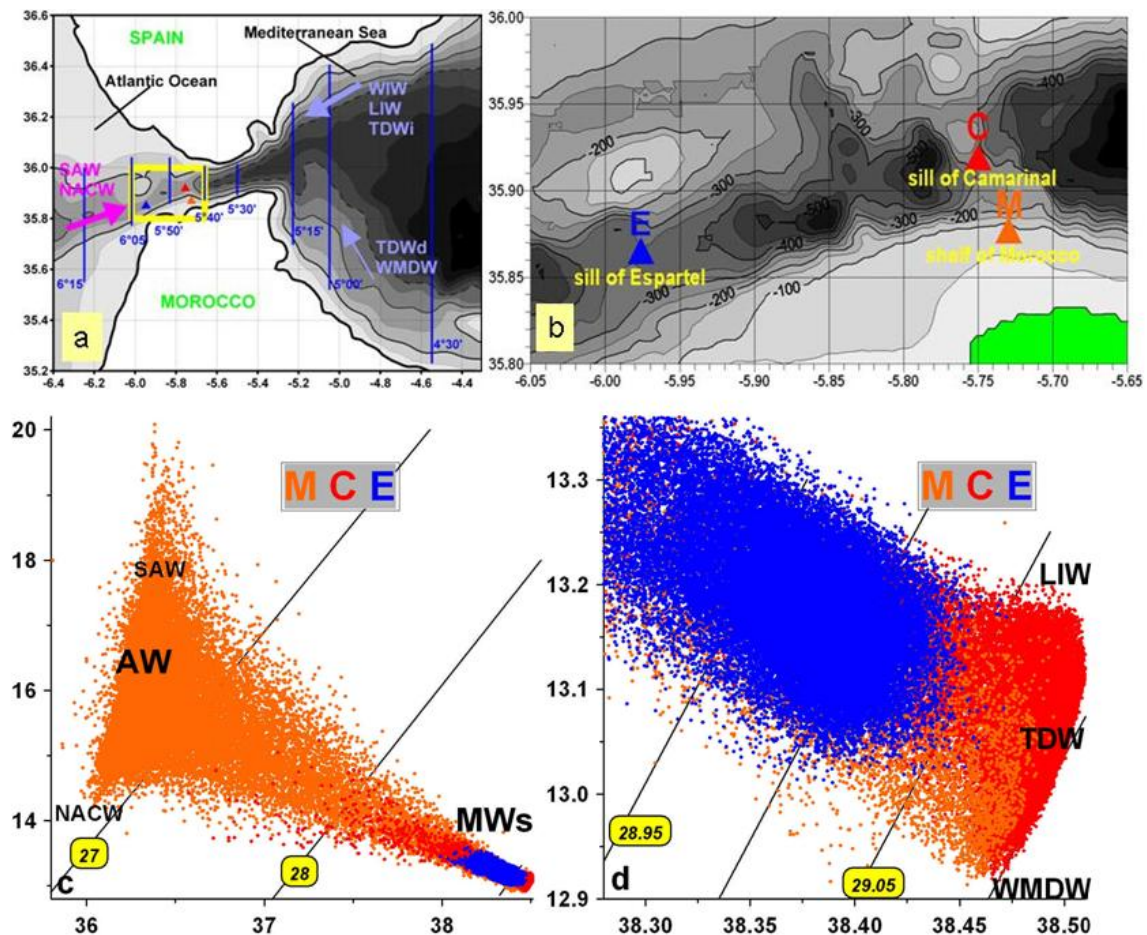 36.6
SPAIN
Mediterranean Sea
36.4
Atlantic Ocean
WIW
LIW
TDWi
36.2
36.0
SAW
NACW
35.8
5°40'
5°30'
6°05'
5°50'
5°15'
TDWd
WMDW
35.6
6°15'
5°00'
MOROCCO
35.4
a
4°30'
35.2
-6.4 -6.2 -6.0 -5.8 -5.6 -5.4 -5.2 -5.0 -4.8 -4.6 -4.4
36.00
-400
35.95
-300
-200
C
35.90
sill of Camarinal
-300
M
E
-500
-300
-200
shelf of Morocco
-400
sill of Espartel
35.85
-300
-200
-100
b
35.80
-6.05 -6.00 -5.95 -5.90 -5.85 -5.80 -5.75 -5.70 -5.65
20
M C E
18
SAW
AW
16
14
NACW
MWs
27
28
c
36 37 38
13.3
M C E
13.2
LIW
13.1
TDW
13.0
28.95
29.05
WMDW
12.9
d
38.30 38.35 38.40 38.45 38.50